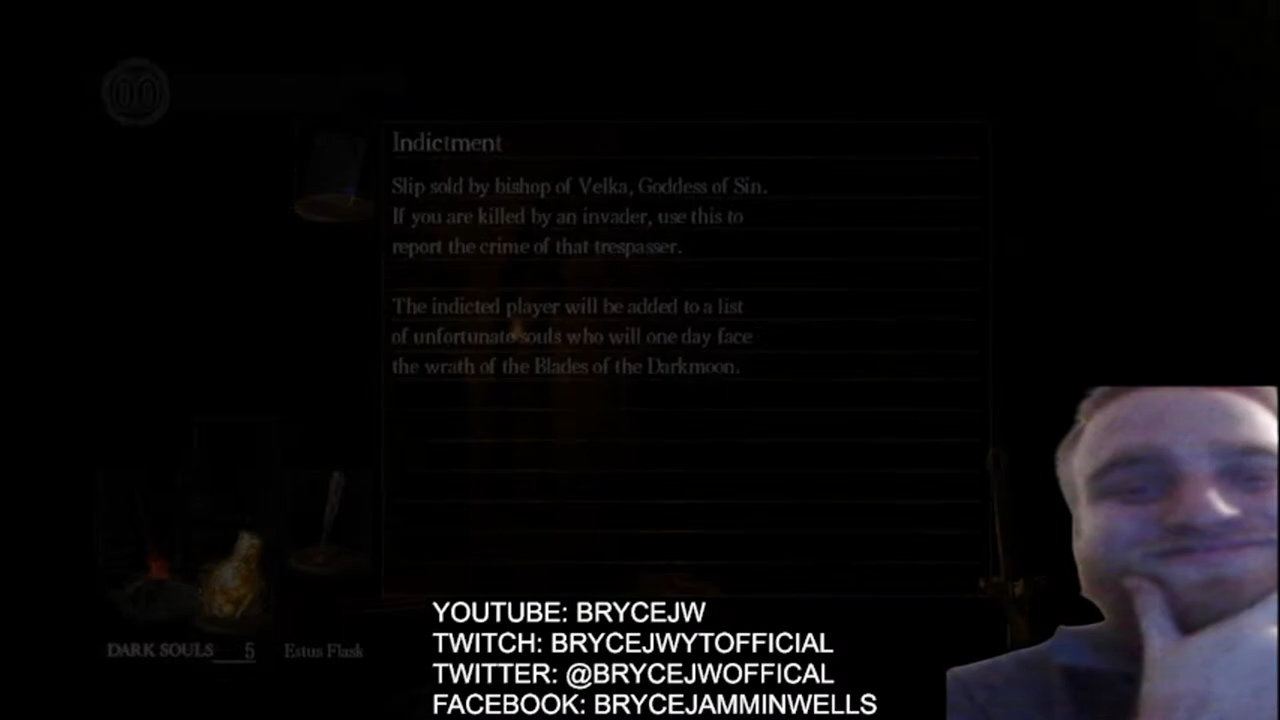 Indictment
Slip sold by bishop of Velka, Goddess of Sin.
If you are killed by an invader, use this to
report the crime of that trespasser.
The indicted player will be added to a list
of unfortunate souls who will one day face
the wrath of the Blades of the Darkmoon.
DARK SOULS 5 Estus Flask
YOUTUBE: BRYCEJW
TWITCH: BRYCEJWYTOFFICIAL
TWITTER: @BRYCEJWOFFICAL
FACEBOOK: BRYCEJAMMINWELLS